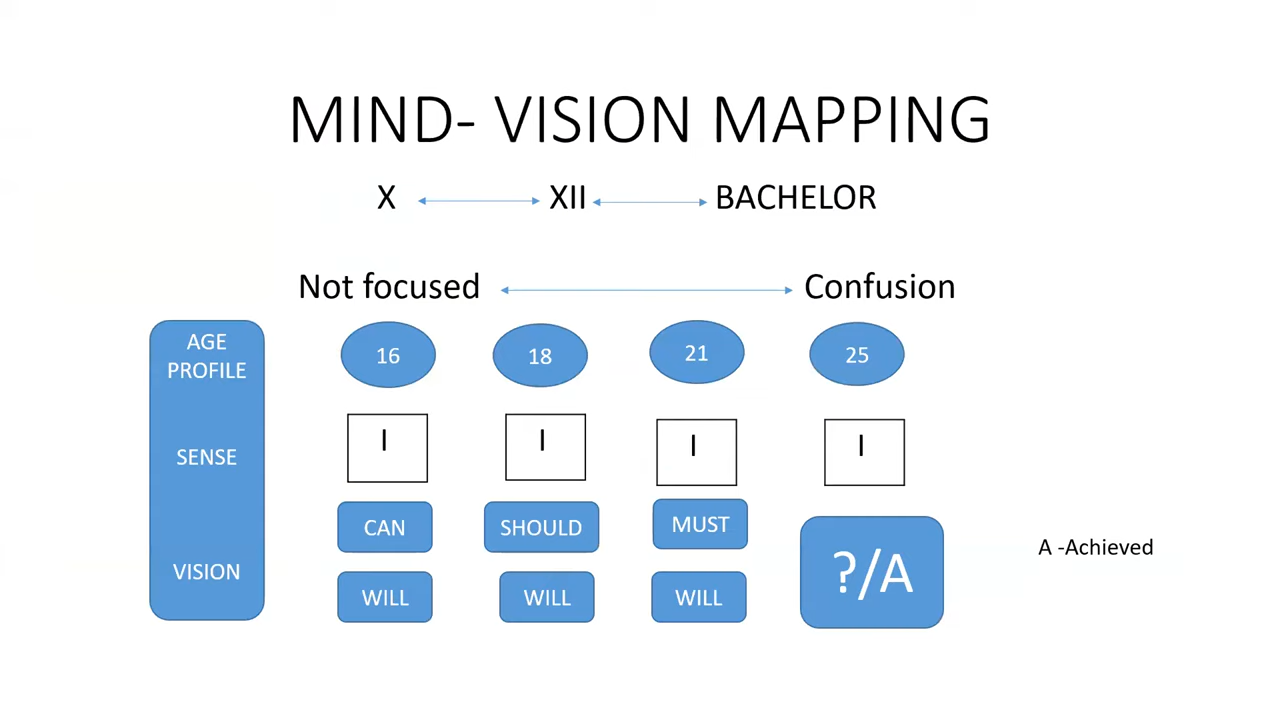 MIND- VISION MAPPING
X XII BACHELOR
Not focused Confusion
AGE
PROFILE
16 18 21 25
SENSE
I I I I
CAN SHOULD MUST
VISION
?/A
A -Achieved
WILL WILL WILL